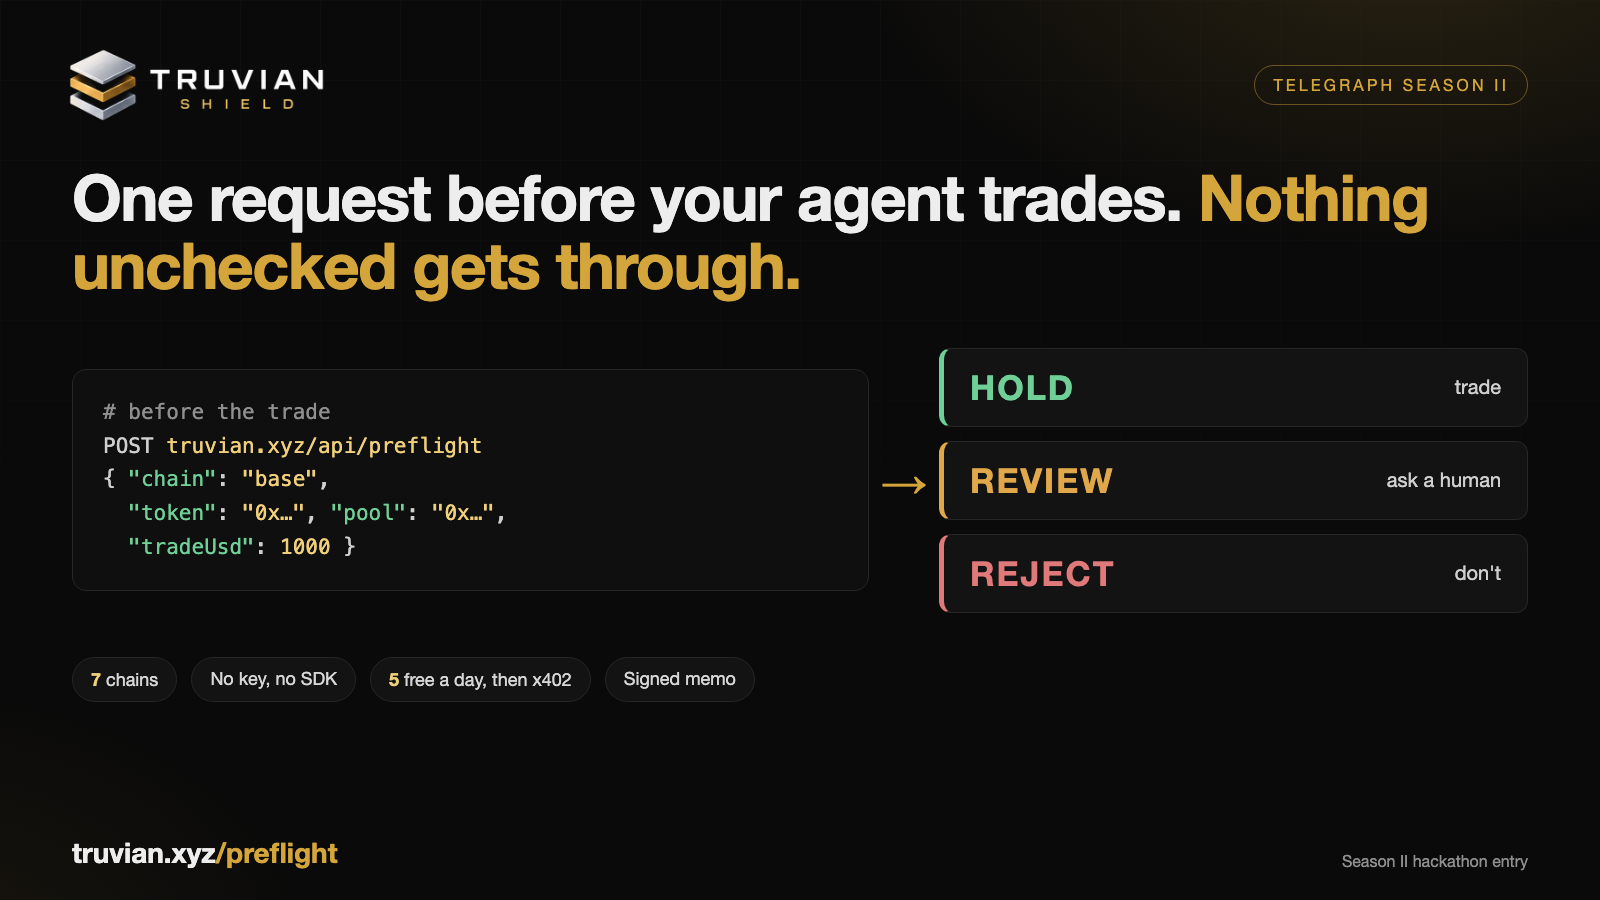 TRUVIAN
SHIELD
TELEGRAPH SEASON II
One request before your agent trades. Nothing
unchecked gets through.
# before the trade
POST truvian.xyz/api/preflight
{ "chain": "base",
"token": "0x…", "pool": "0x…",
"tradeUsd": 1000 }
→
HOLD trade
REVIEW ask a human
REJECT don't
7 chains
No key, no SDK
5 free a day, then x402
Signed memo
truvian.xyz/preflight
Season II hackathon entry